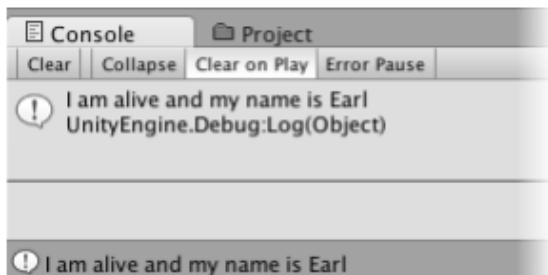 Console Project
Clear Collapse Clear on Play Error Pause
I am alive and my name is Earl
UnityEngine.Debug:Log(Object)
I am alive and my name is Earl